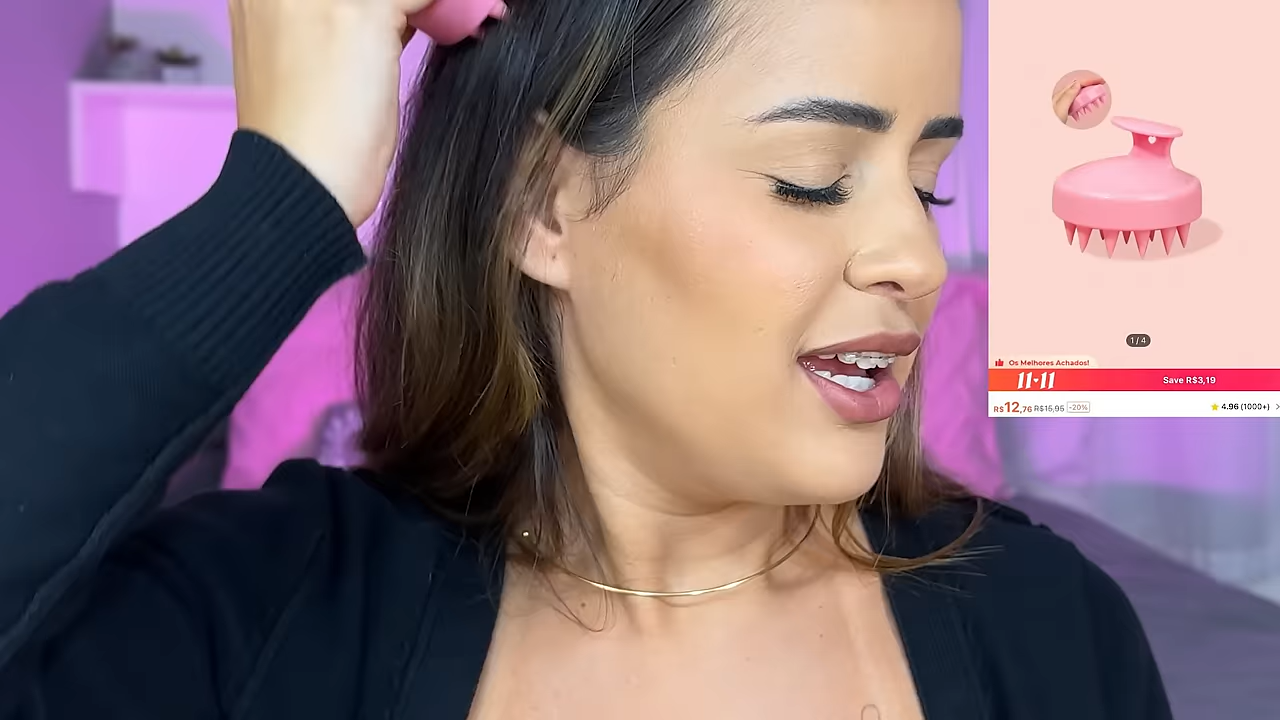 1 / 4
Os Melhores Achados!
11•11 Save R$3,19
R$12,76 R$15,95 -20% 4.96 (1000+)